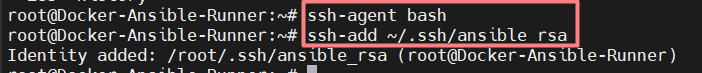 root@Docker-Ansible-Runner:~# ssh-agent bash
root@Docker-Ansible-Runner:~# ssh-add ~/.ssh/ansible_rsa
Identity added: /root/.ssh/ansible_rsa (root@Docker-Ansible-Runner)